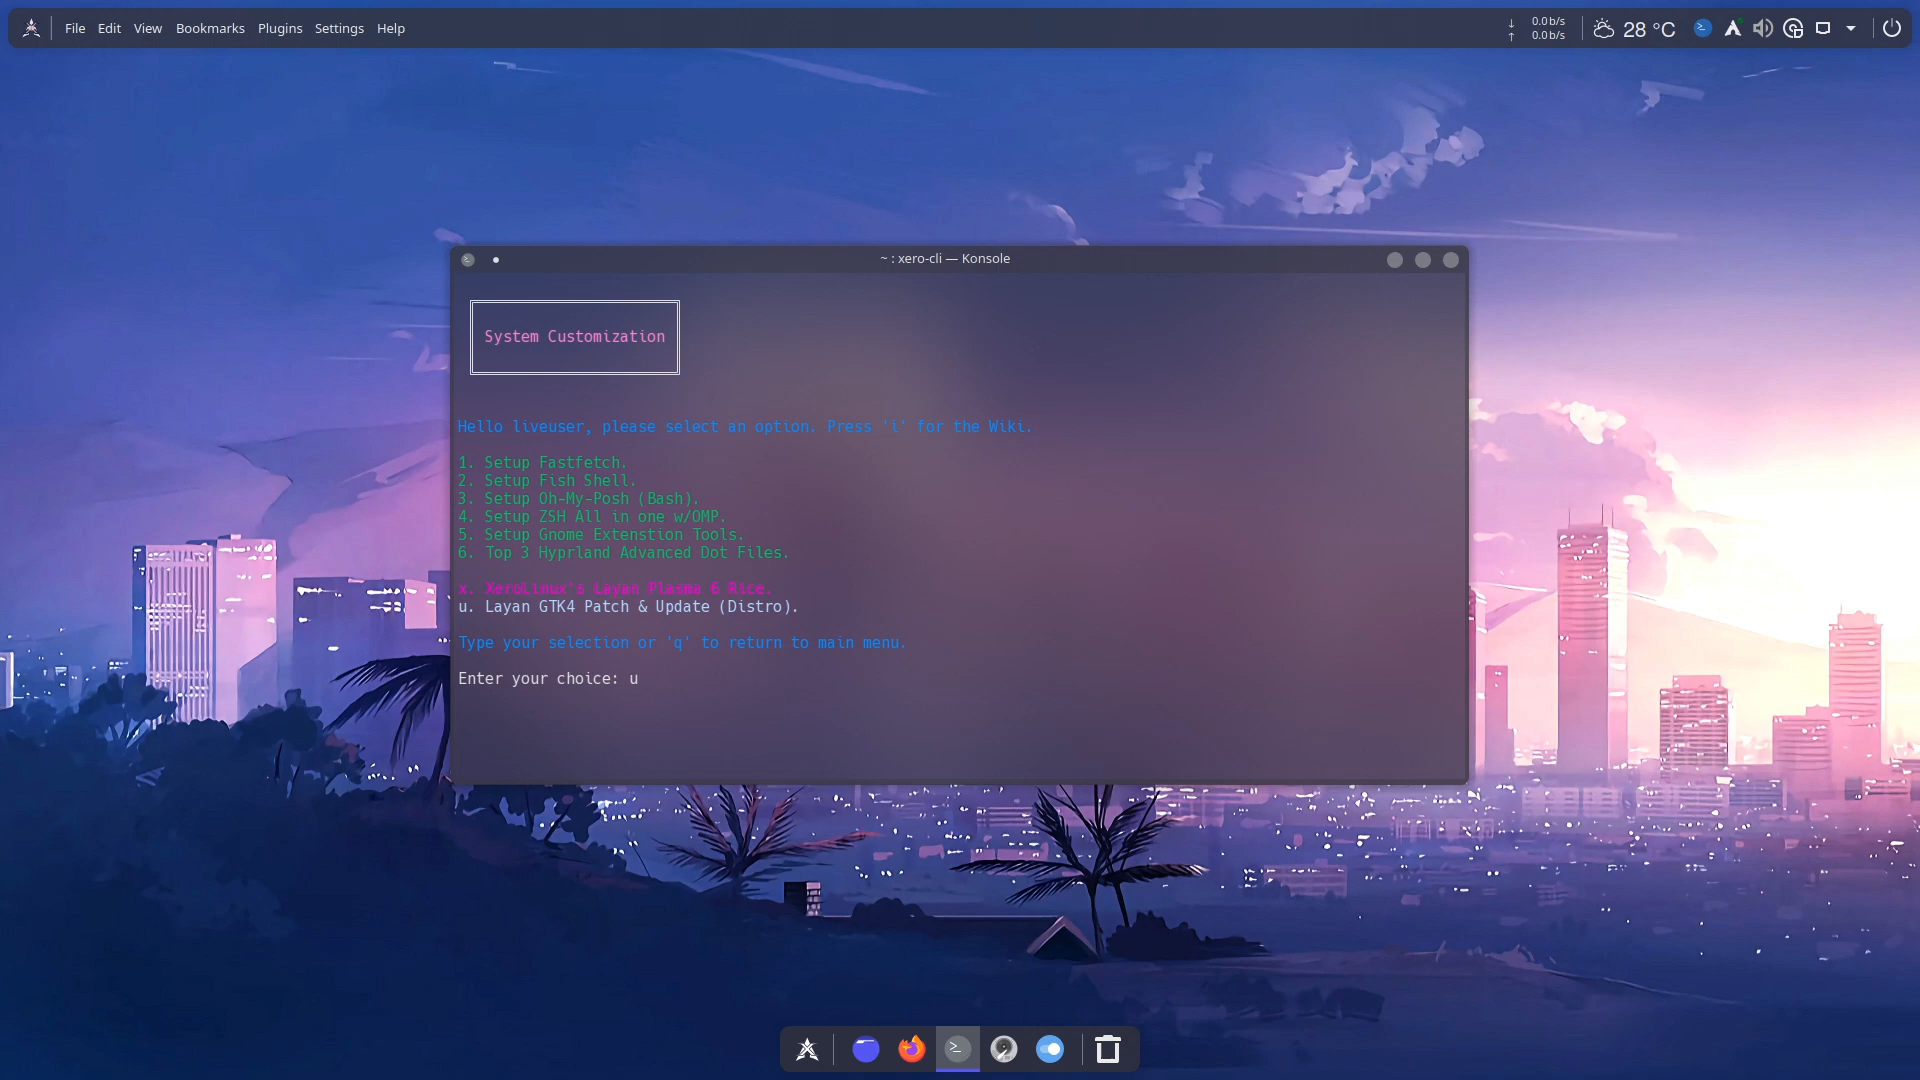 File Edit View Bookmarks Plugins Settings Help
↓ 0.0b/s
↑ 0.0b/s
28 °C
~ : xero-cli — Konsole
System Customization
Hello liveuser, please select an option. Press 'i' for the Wiki.
1. Setup Fastfetch.
2. Setup Fish Shell.
3. Setup Oh-My-Posh (Bash).
4. Setup ZSH All in one w/OMP.
5. Setup Gnome Extenstion Tools.
6. Top 3 Hyprland Advanced Dot Files.
x. XeroLinux's Layan Plasma 6 Rice.
u. Layan GTK4 Patch & Update (Distro).
Type your selection or 'q' to return to main menu.
Enter your choice: u